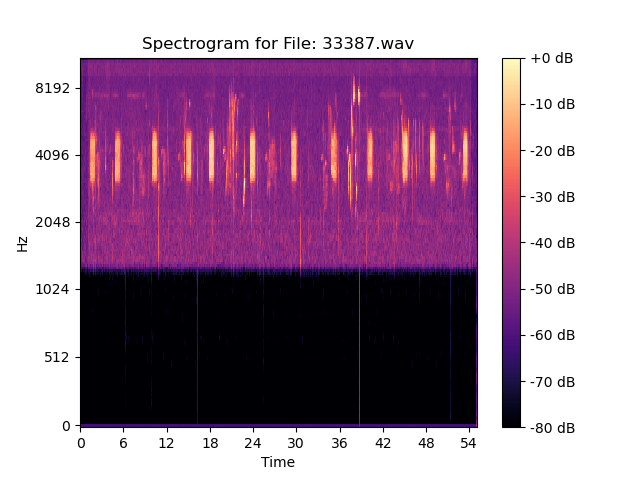 Spectrogram for File: 33387.wav
Hz
8192
4096
2048
1024
512
0
0 6 12 18 24 30 36 42 48 54
Time
+0 dB
-10 dB
-20 dB
-30 dB
-40 dB
-50 dB
-60 dB
-70 dB
-80 dB